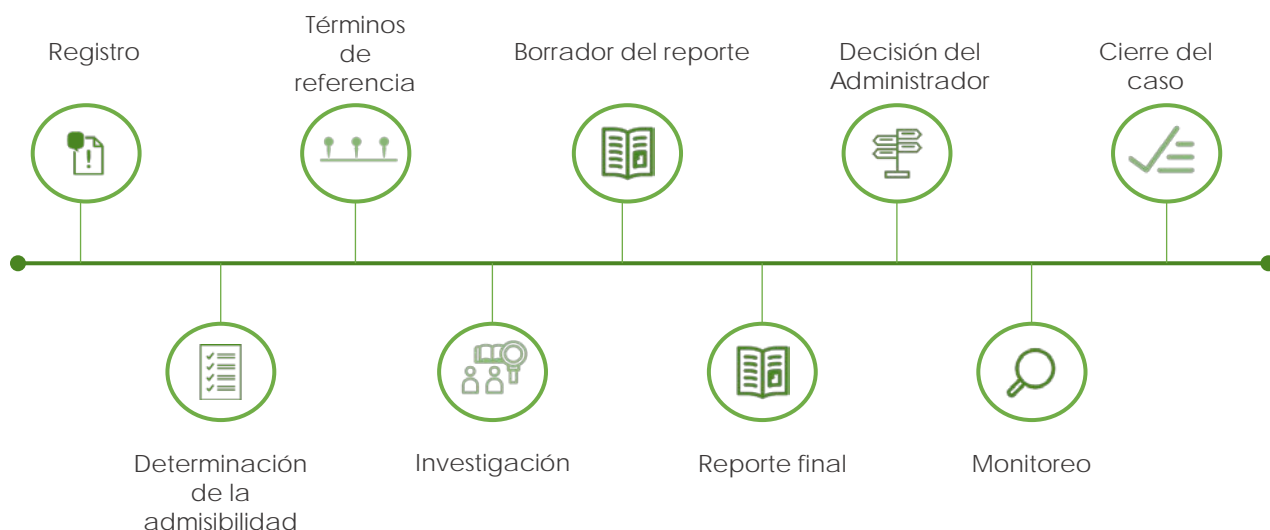 Registro
Términos
de
referencia
Borrador del reporte
Decisión del
Administrador
Cierre del
caso
Determinación
de la
admisibilidad
Investigación
Reporte final
Monitoreo